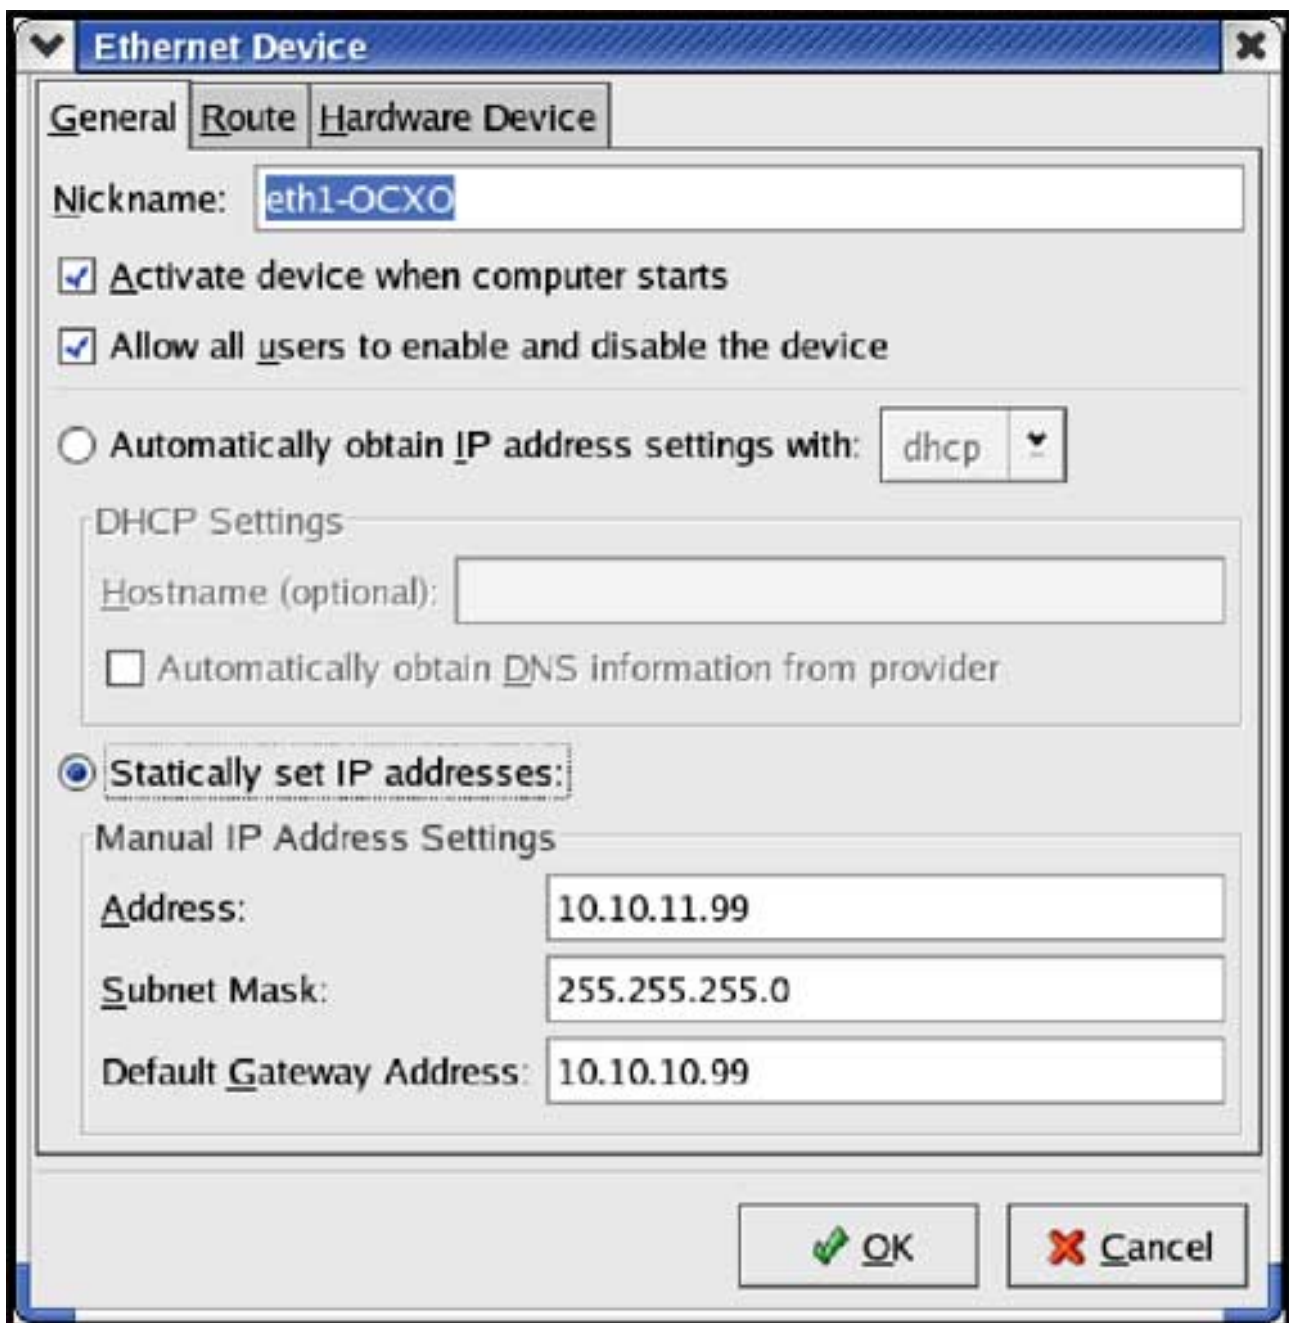 Ethernet Device
General Route Hardware Device
Nickname: eth1-OCXO
Activate device when computer starts
Allow all users to enable and disable the device
Automatically obtain IP address settings with: dhcp
DHCP Settings
Hostname (optional):
Automatically obtain DNS information from provider
Statically set IP addresses:
Manual IP Address Settings
Address: 10.10.11.99
Subnet Mask: 255.255.255.0
Default Gateway Address: 10.10.10.99
OK Cancel